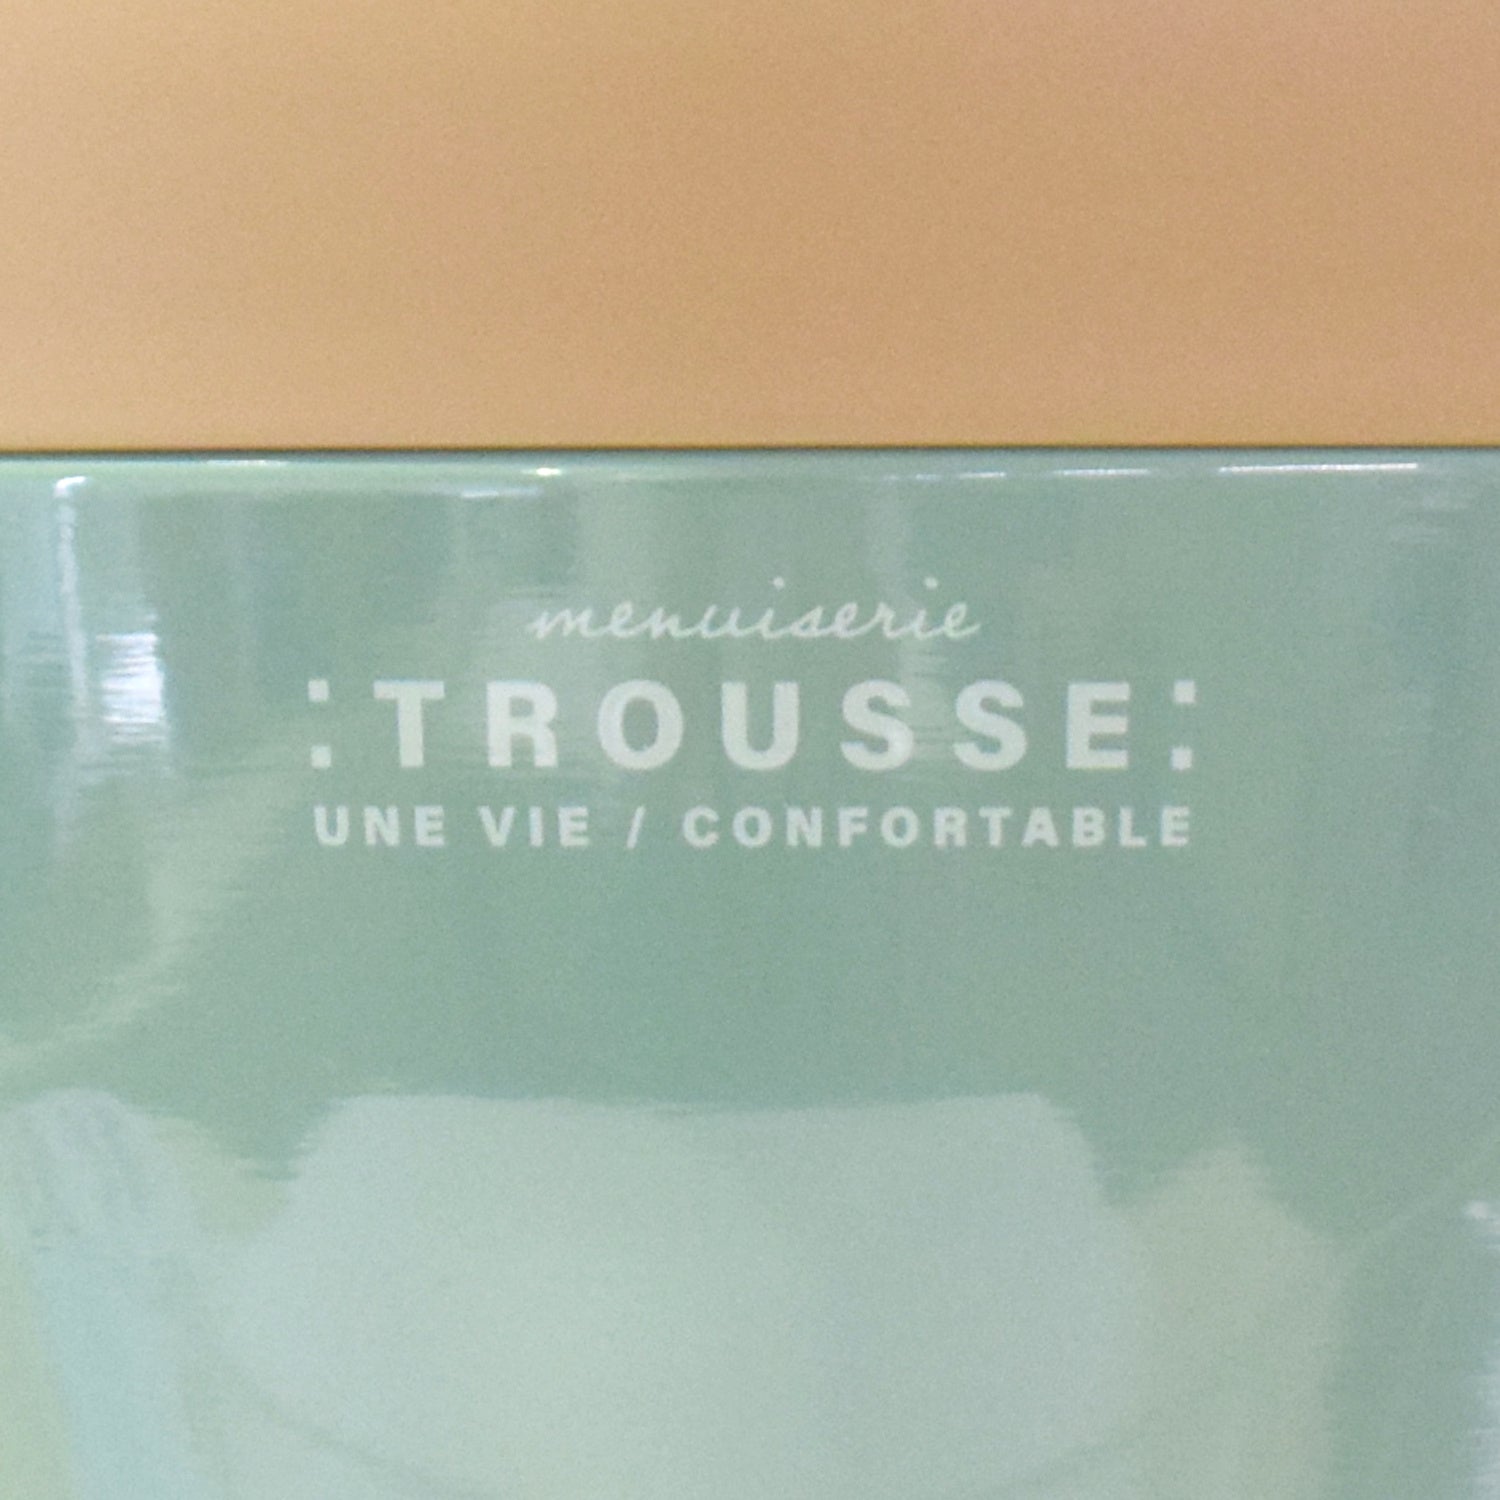 menuiserie
:TROUSSE:
UNE VIE / CONFORTABLE